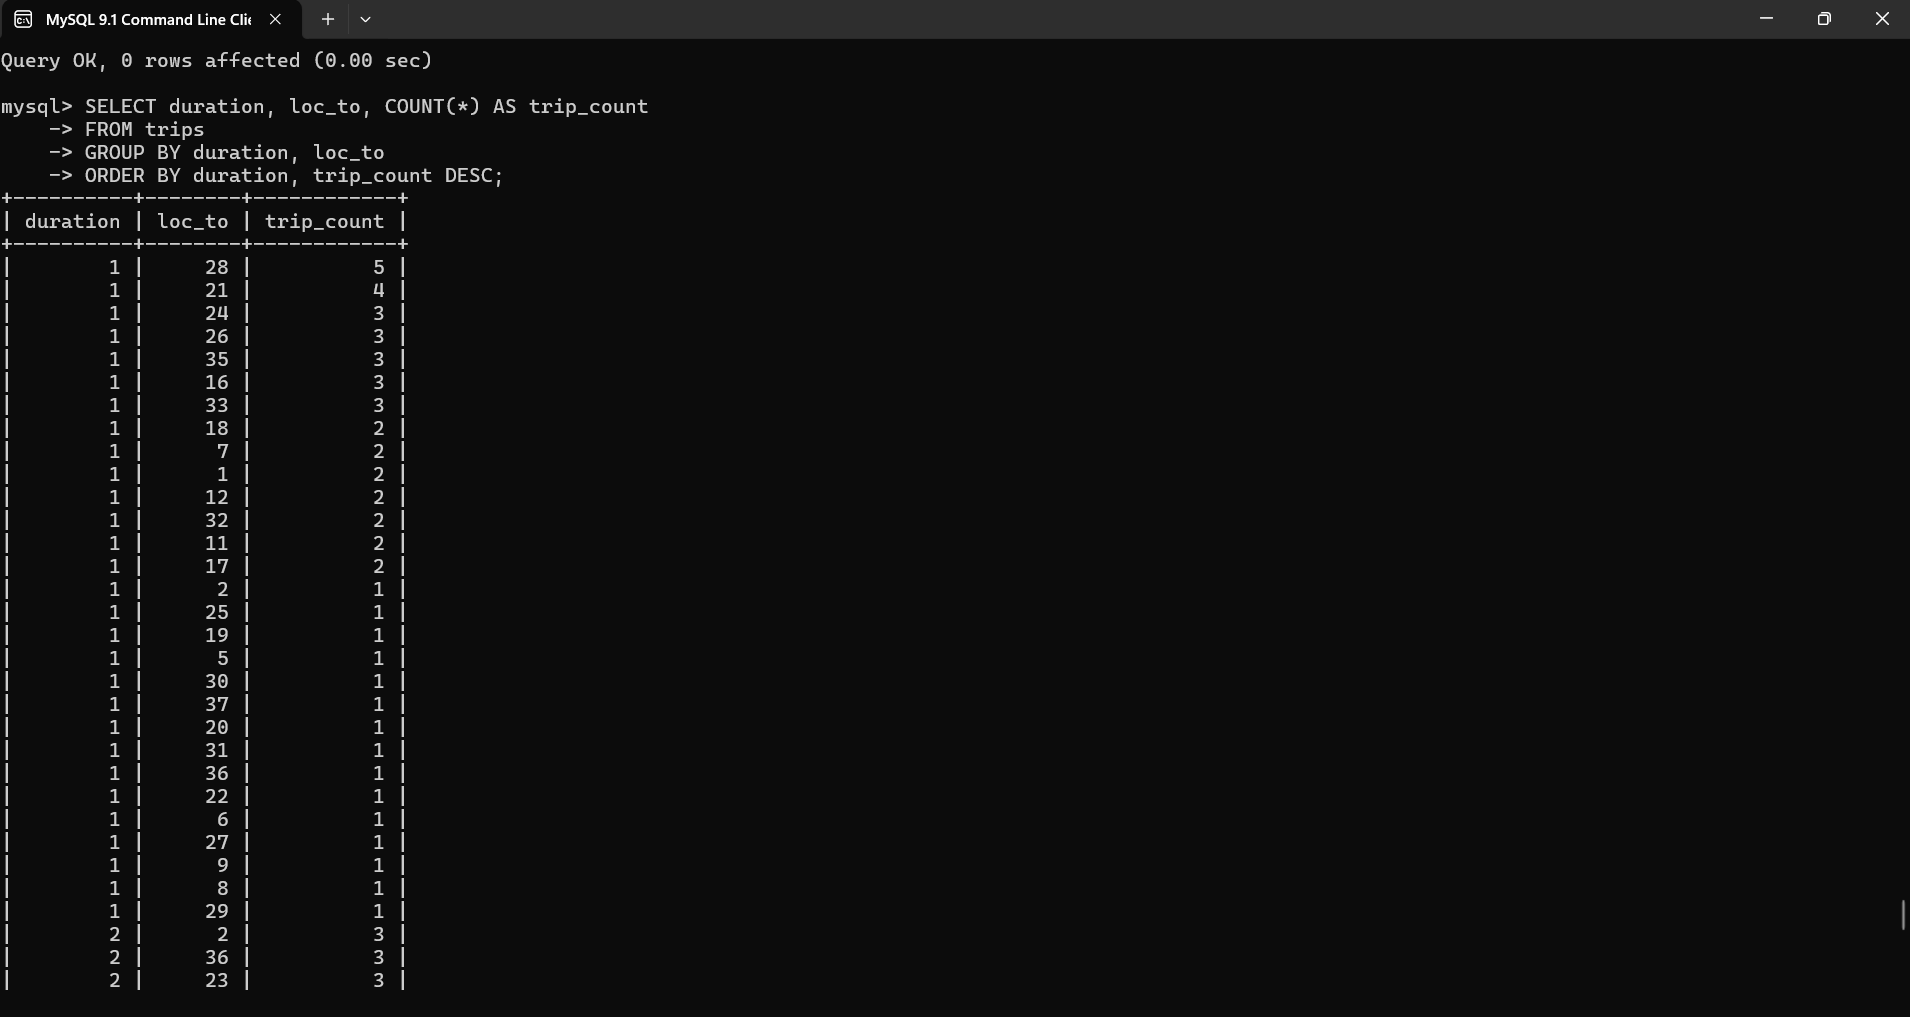 MySQL 9.1 Command Line Clie
Query OK, 0 rows affected (0.00 sec)
mysql> SELECT duration, loc_to, COUNT(*) AS trip_count
    -> FROM trips
    -> GROUP BY duration, loc_to
    -> ORDER BY duration, trip_count DESC;
+----------+--------+------------+
| duration | loc_to | trip_count |
+----------+--------+------------+
|        1 |     28 |          5 |
|        1 |     21 |          4 |
|        1 |     24 |          3 |
|        1 |     26 |          3 |
|        1 |     35 |          3 |
|        1 |     16 |          3 |
|        1 |     33 |          3 |
|        1 |     18 |          2 |
|        1 |      7 |          2 |
|        1 |      1 |          2 |
|        1 |     12 |          2 |
|        1 |     32 |          2 |
|        1 |     11 |          2 |
|        1 |     17 |          2 |
|        1 |      2 |          1 |
|        1 |     25 |          1 |
|        1 |     19 |          1 |
|        1 |      5 |          1 |
|        1 |     30 |          1 |
|        1 |     37 |          1 |
|        1 |     20 |          1 |
|        1 |     31 |          1 |
|        1 |     36 |          1 |
|        1 |     22 |          1 |
|        1 |      6 |          1 |
|        1 |     27 |          1 |
|        1 |      9 |          1 |
|        1 |      8 |          1 |
|        1 |     29 |          1 |
|        2 |      2 |          3 |
|        2 |     36 |          3 |
|        2 |     23 |          3 |